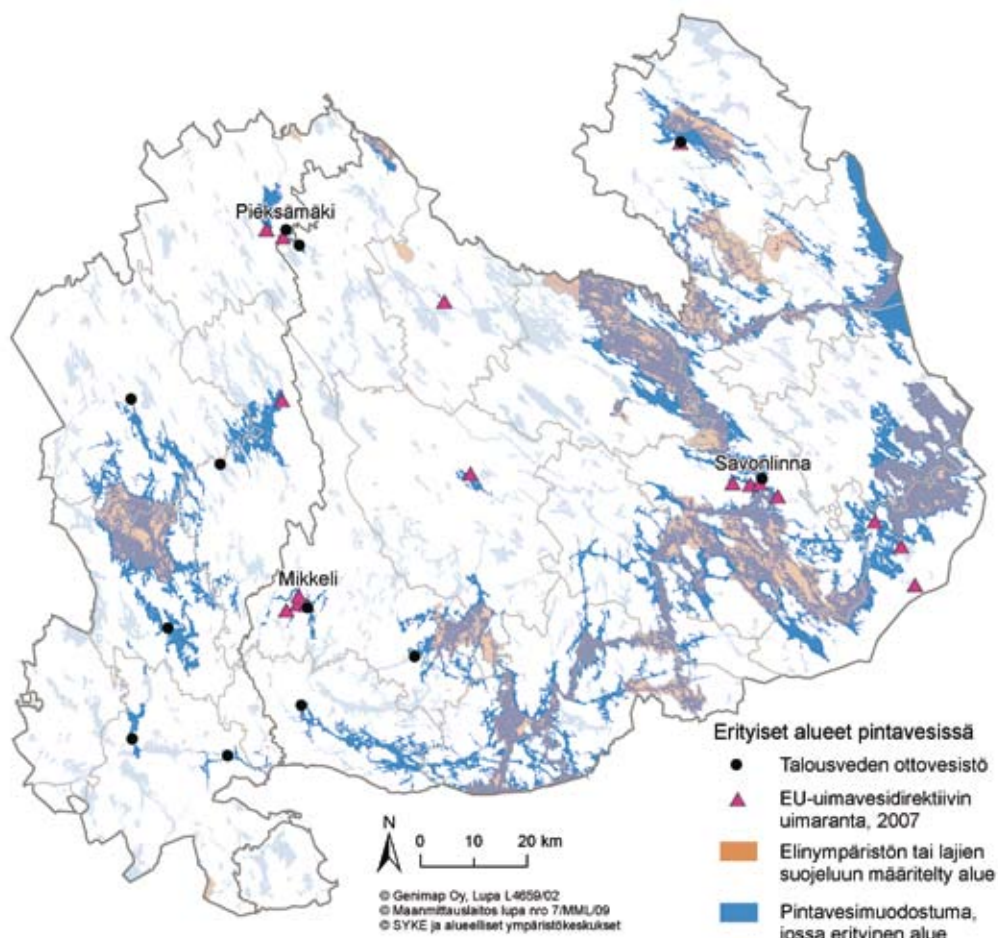 Pieksämäki
Savonlinna
Mikkeli
Erityiset alueet pintavesissä
Talousveden ottovesistö
EU-uimavesidirektiivin
uimaranta, 2007
Elinympäristön tai lajien
suojeluun määritelty alue
Pintavesimuodostuma,
jossa erityinen alue
N
0 10 20 km
© Genimap Oy, Lupa L4659/02
© Maanmittauslaitos lupa nro 7/MML/09
© SYKE ja alueelliset ympäristökeskukset